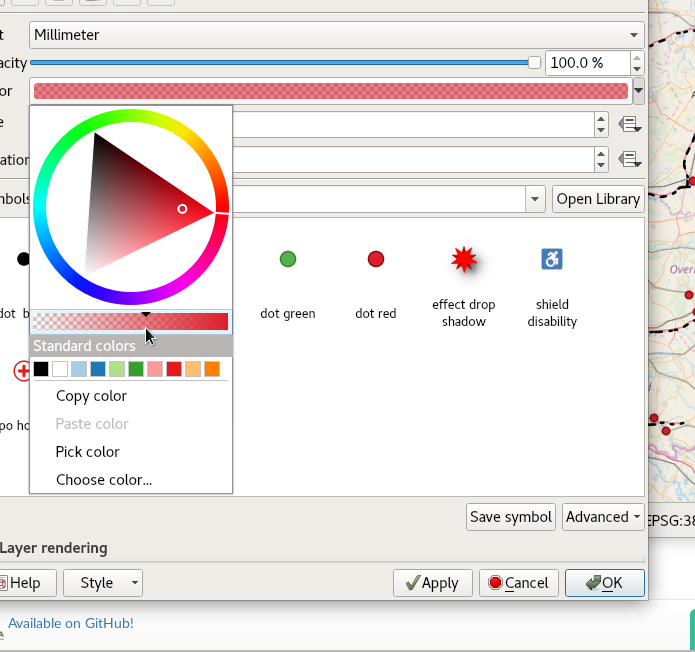 t
Millimeter
acity
100.0 %
or
e
ation
mbols
Open Library
dot b
dot green
dot red
effect drop
shadow
shield
disability
Standard colors
Copy color
Paste color
Pick color
Choose color...
po ho
Save symbol
Advanced
EPSG:38
Layer rendering
Help
Style
Apply
Cancel
OK
Available on GitHub!
Overi